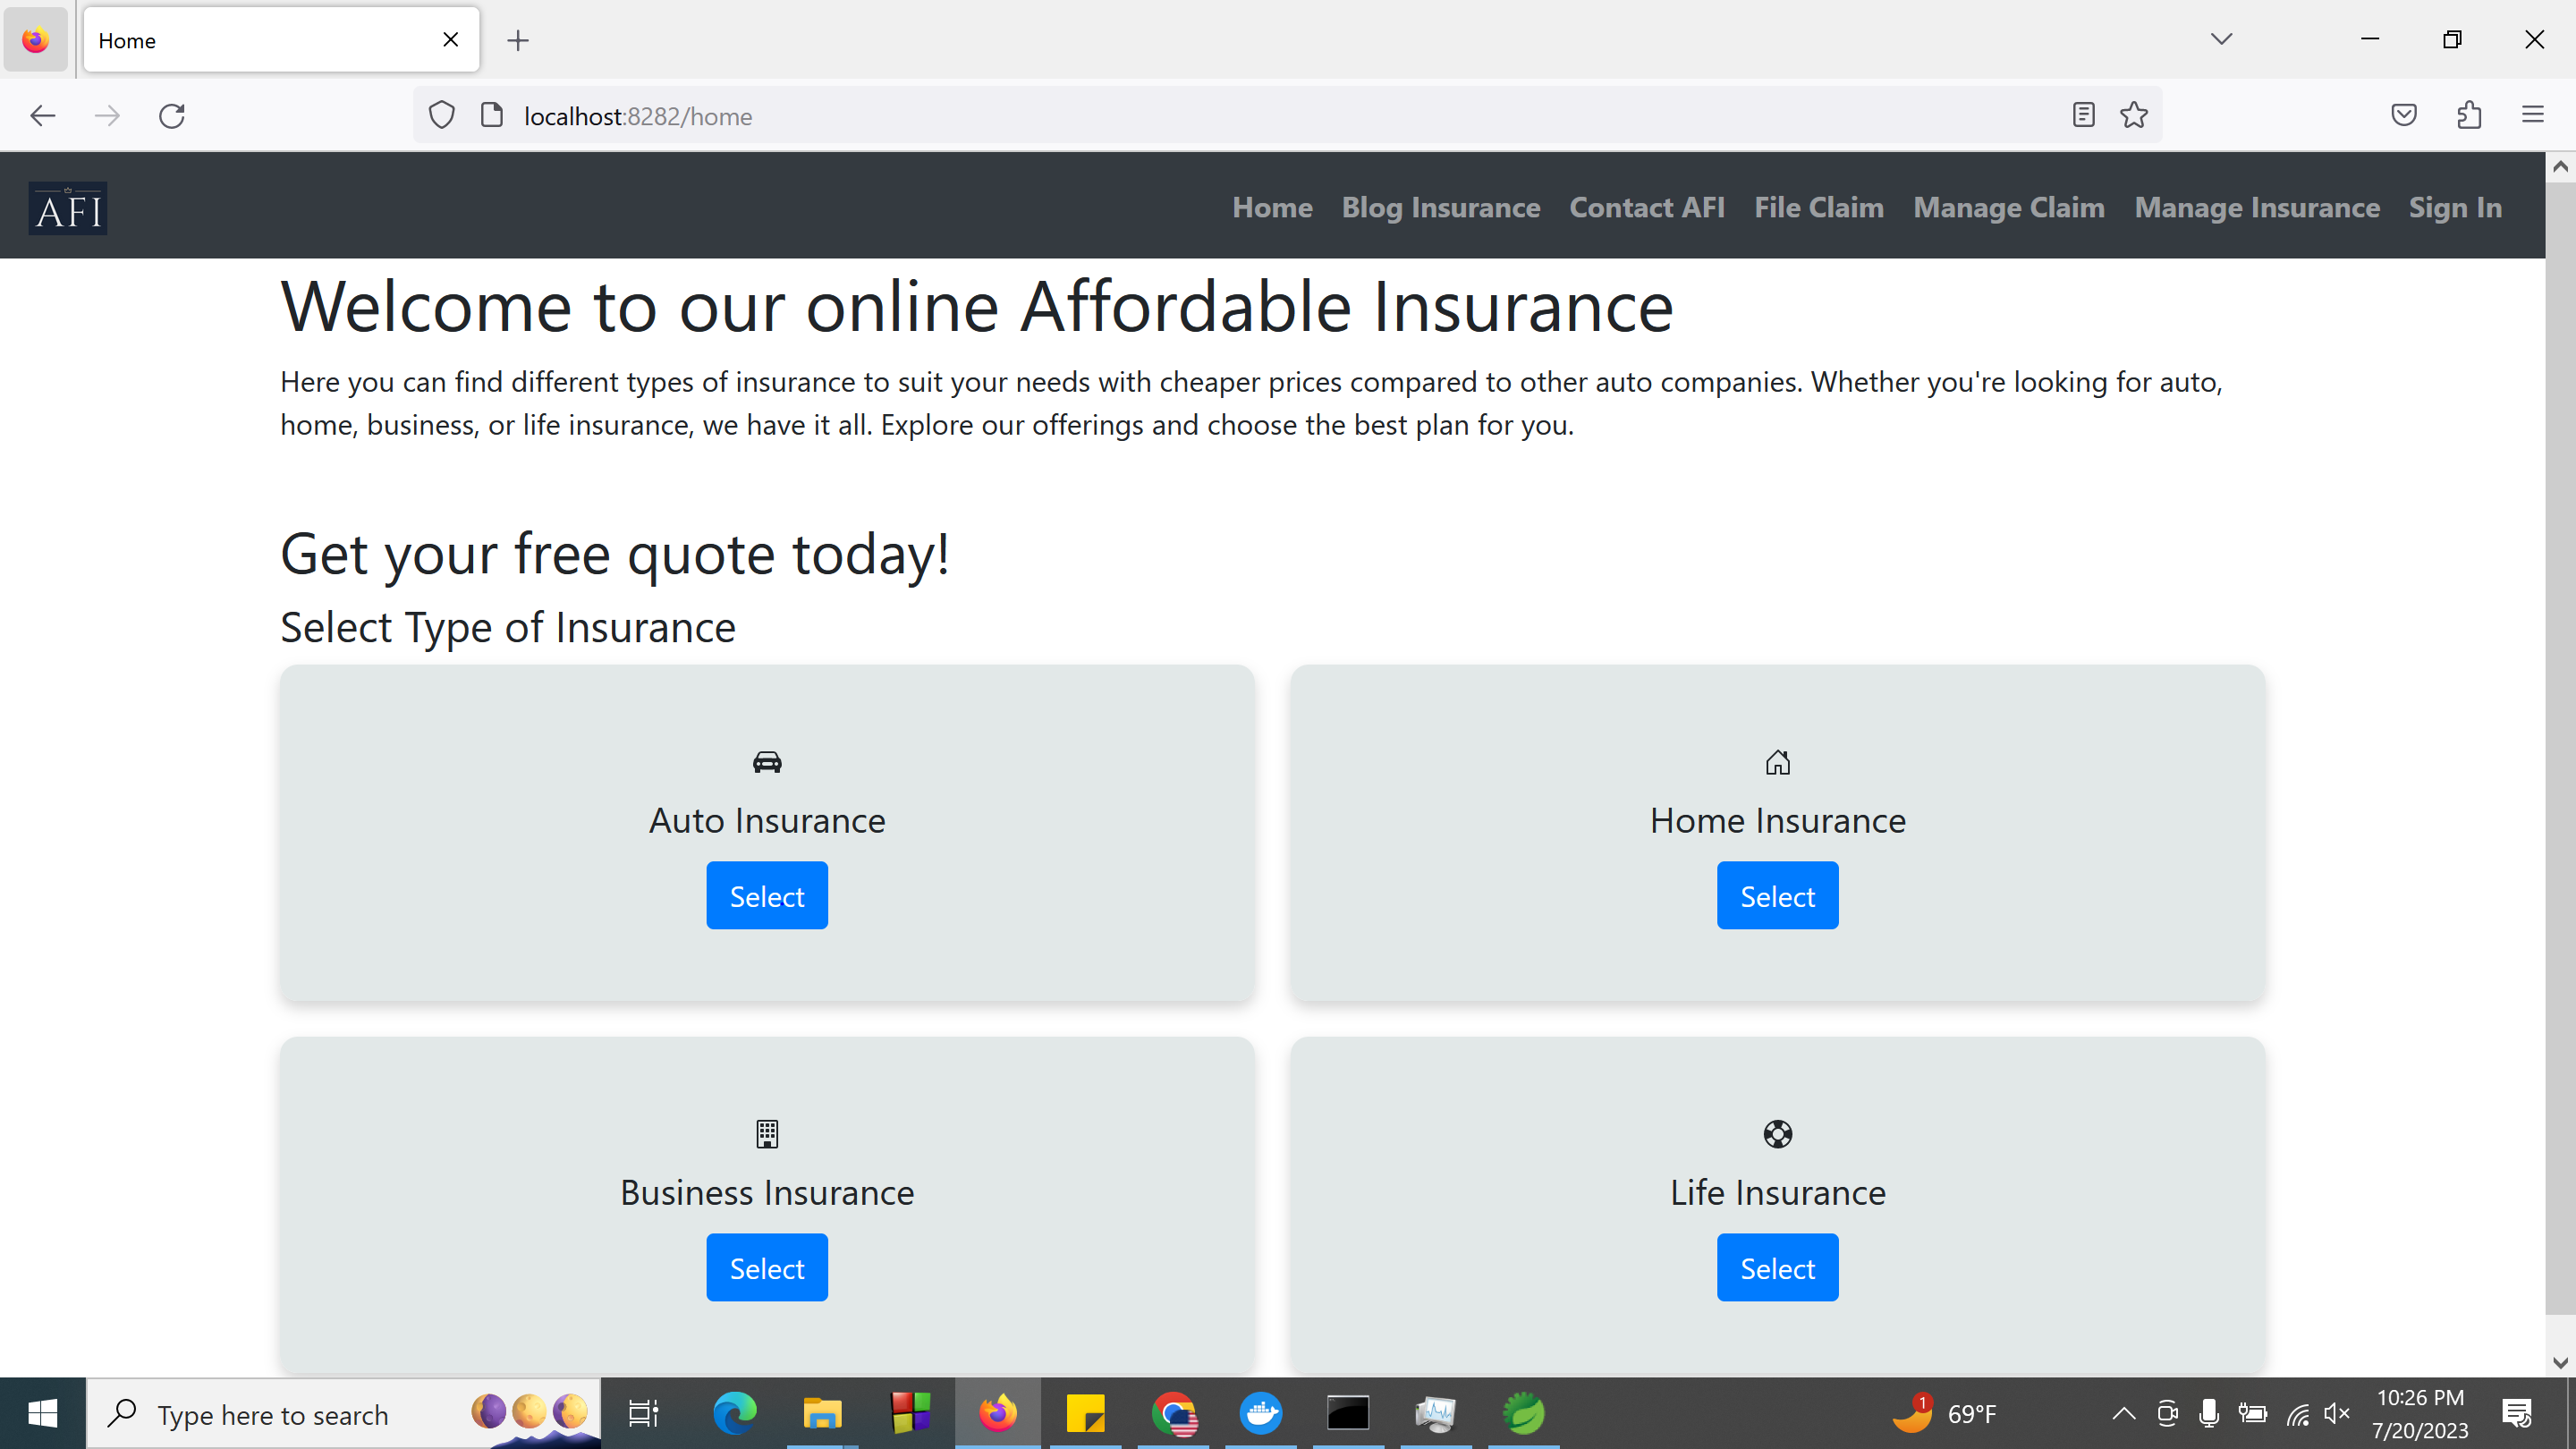 Home
localhost:8282/home
AFI
Home Blog Insurance Contact AFI File Claim Manage Claim Manage Insurance Sign In
Welcome to our online Affordable Insurance
Here you can find different types of insurance to suit your needs with cheaper prices compared to other auto companies. Whether you're looking for auto,
home, business, or life insurance, we have it all. Explore our offerings and choose the best plan for you.
Get your free quote today!
Select Type of Insurance
Auto Insurance
Select
Home Insurance
Select
Business Insurance
Select
Life Insurance
Select
Type here to search
1
69°F
10:26 PM
7/20/2023